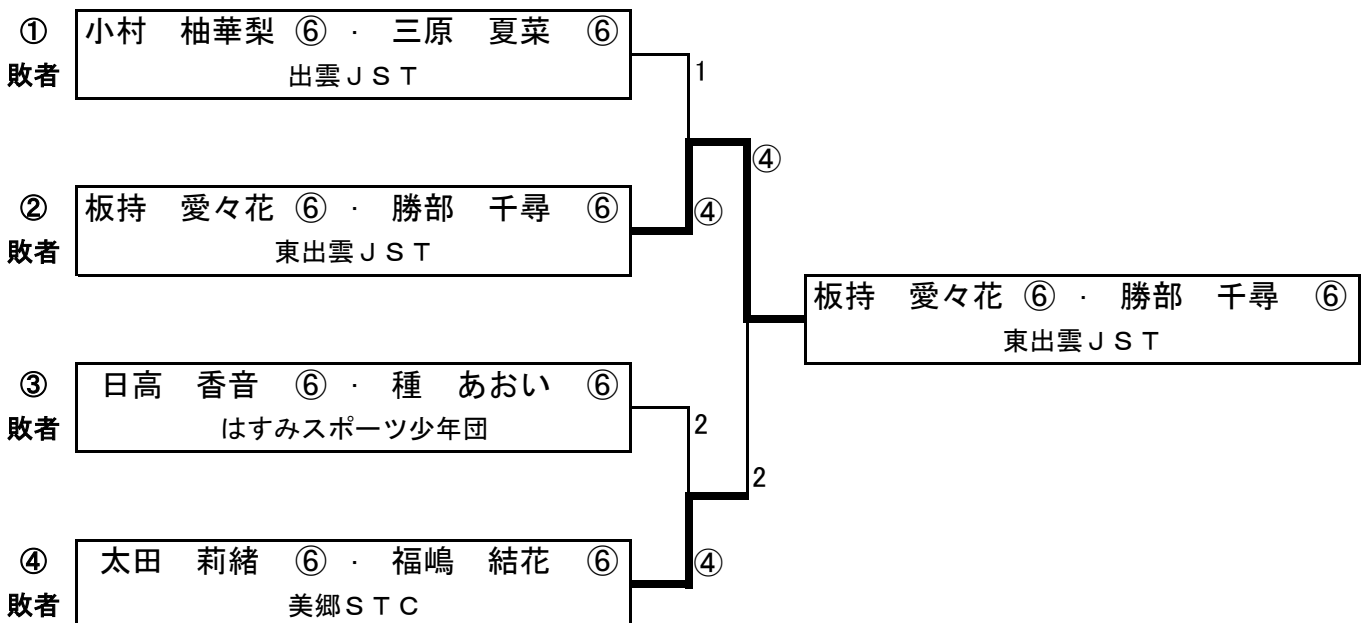 ① 小村　柚華梨 ⑥ ・ 三原　夏菜　⑥
敗者 出雲ＪＳＴ
1
④
② 板持　愛々花 ⑥ ・ 勝部　千尋　⑥
④
敗者 東出雲ＪＳＴ
板持　愛々花 ⑥ ・ 勝部　千尋　⑥
東出雲ＪＳＴ
③ 日高　香音　⑥ ・ 種　あおい　⑥
敗者 はすみスポーツ少年団
2
2
④ 太田　莉緒　⑥ ・ 福嶋　結花　⑥
④
敗者 美郷ＳＴＣ